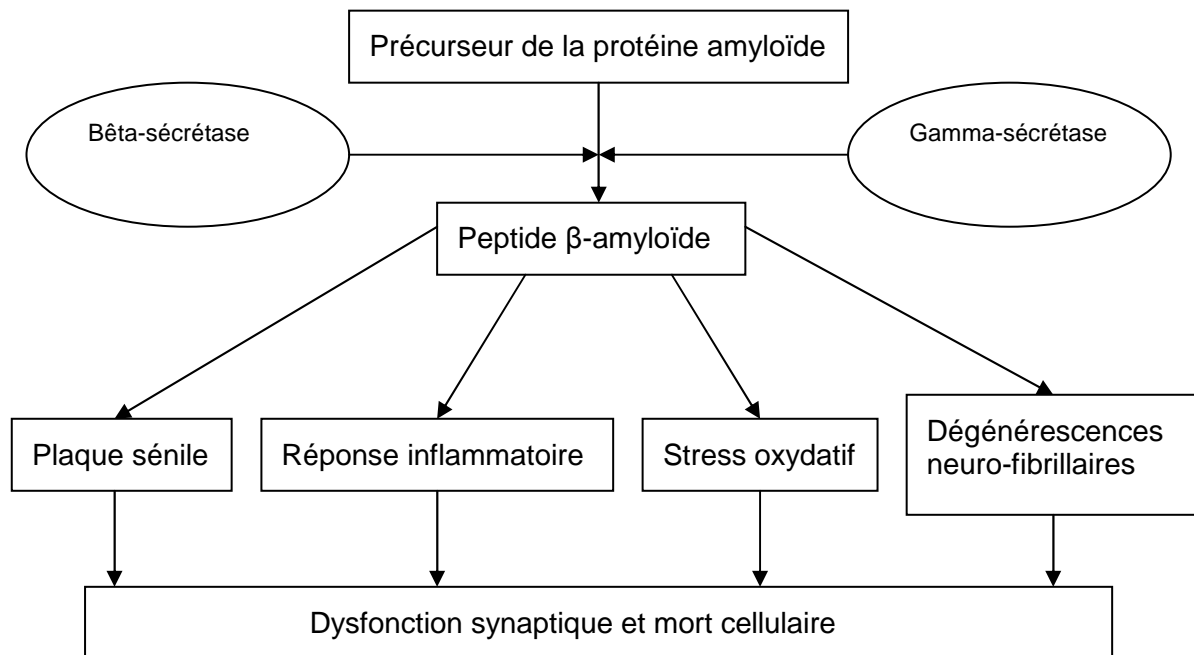 Précurseur de la protéine amyloïde
Bêta-sécrétase
Gamma-sécrétase
Peptide β-amyloïde
Plaque sénile
Réponse inflammatoire
Stress oxydatif
Dégénérescences
neuro-fibrillaires
Dysfonction synaptique et mort cellulaire